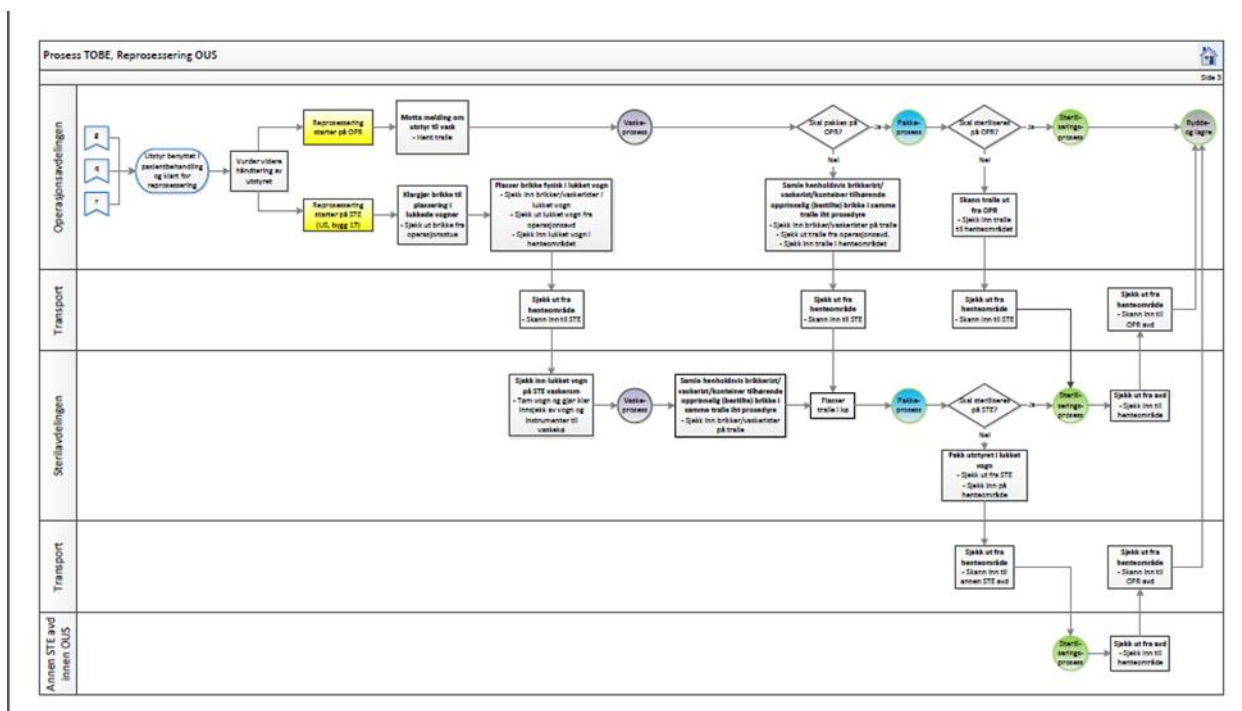 Prosess TOBE, Reprosessering OUS
Side 3
Operasjonsavdelingen
Utstyr benyttet i
pasientbehandling
og klart for
reprosessering
Vurder videre
håndtering av
utstyret
Reprosessering
starter på OPR
Motta melding om
utstyr til vask
- Hent tralle
Reprosessering
starter på STE
(US, bygg 17)
Klargjør brikke til
plassering i
lukkede vogner
- Sjekk ut brikke fra
operasjonsstue
Plasser brikke fysisk i lukket vogn
- Sjekk inn brikker/vaskerister i
lukket vogn
- Sjekk ut lukket vogn fra
operasjonsavd
- Sjekk inn lukket vogn i
henteområdet
Vaske-
prosess
Skal pakkes på
OPR?
Ja
Nei
Pakke-
prosess
Skal steriliseres
på OPR?
Ja
Nei
Sterili-
serings-
prosess
Rydde-
og lagre
Samle henholdsvis brikkerist/
vaskerist/konteiner tilhørende
opprinnelig (bestilte) brikke i samme
tralle iht prosedyre
- Sjekk inn brikker/vaskerister på tralle
- Sjekk ut tralle fra operasjonsavd.
- Sjekk inn tralle i henteområdet
Skann tralle ut
fra OPR
- Sjekk inn tralle
til henteområdet
Transport
Sjekk ut fra
henteområde
- Skann inn til STE
Sjekk ut fra
henteområde
- Skann inn til STE
Sjekk ut fra
henteområde
- Skann inn til STE
Sjekk ut fra
henteområde
- Skann inn til
OPR avd
Sterilavdelingen
Sjekk inn lukket vogn
på STE vaskerom
- Tøm vogn og gjør klar
innsjekk av vogn og
instrumenter til
vaskekø
Vaske-
prosess
Samle henholdsvis brikkerist/
vaskerist/konteiner tilhørende
opprinnelig (bestilte) brikke i
samme tralle iht prosedyre
- Sjekk inn brikker/vaskerister
på tralle
Plasser
tralle i kø
Pakke-
prosess
Skal steriliseres
på STE?
Ja
Nei
Sterili-
serings-
prosess
Sjekk ut fra avd
- Sjekk inn til
henteområde
Pakk utstyret i lukket
vogn
- Sjekk ut fra STE
- Sjekk inn på
henteområde
Transport
Sjekk ut fra
henteområde
- Skann inn til
annen STE avd
Sjekk ut fra
henteområde
- Skann inn til
OPR avd
Annen STE avd
innen OUS
Sterili-
serings-
prosess
Sjekk ut fra avd
- Sjekk inn til
henteområde